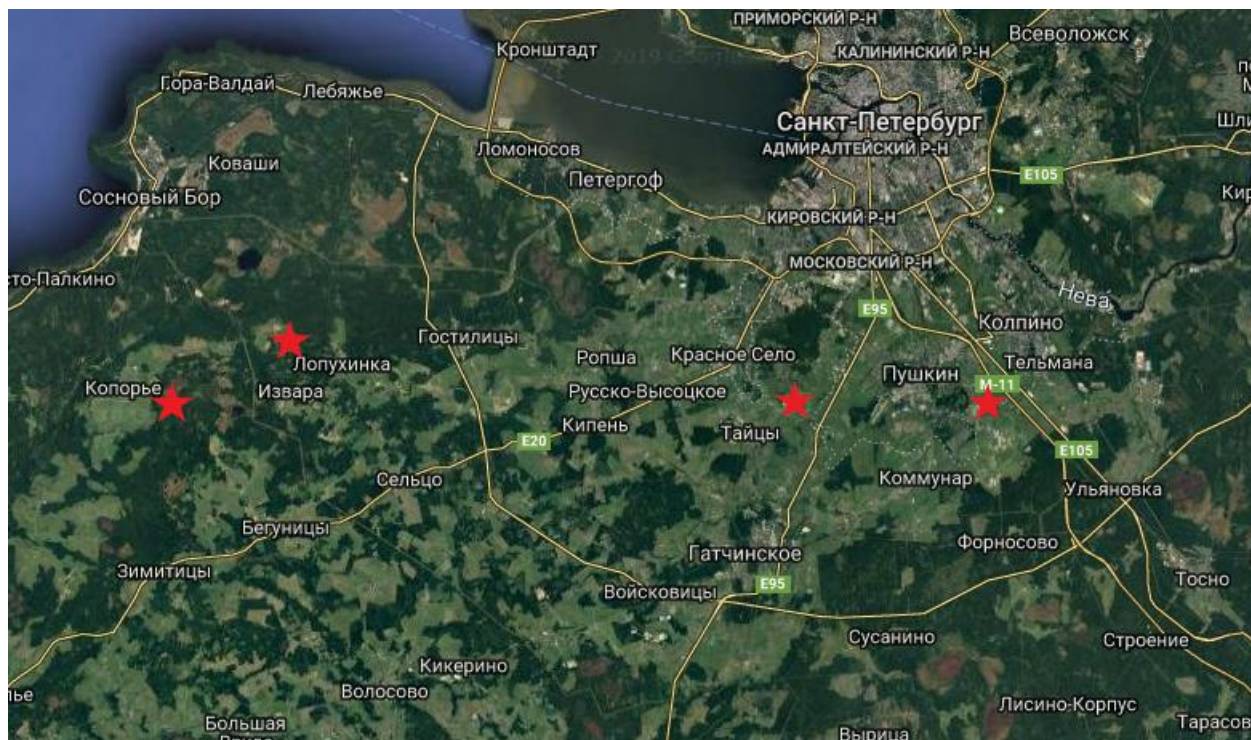 ПРИМОРСКИЙ Р-Н
Кронштадт
КАЛИНИНСКИЙ Р-Н
Всеволожск
Гора-Валдай
Лебяжье
Санкт-Петербург
Ломоносов
АДМИРАЛТЕЙСКИЙ Р-Н
Коваши
Петергоф
E105
Сосновый Бор
КИРОВСКИЙ Р-Н
МОСКОВСКИЙ Р-Н
сто-Палкино
Нева
E95
Колпино
Гостилицы
Ропша
Красное Село
Лопухинка
Тельмана
Пушкин
М-11
Копорье
Извара
Русско-Высоцкое
Кипень
Тайцы
E20
E105
Сельцо
Коммунар
Ульяновка
Бегуницы
Форносово
Гатчинское
Зимитицы
E95
Тосно
Войсковицы
Сусанино
Строение
Кикерино
Волосово
Лисино-Корпус
Большая
Тарасов
Вырица